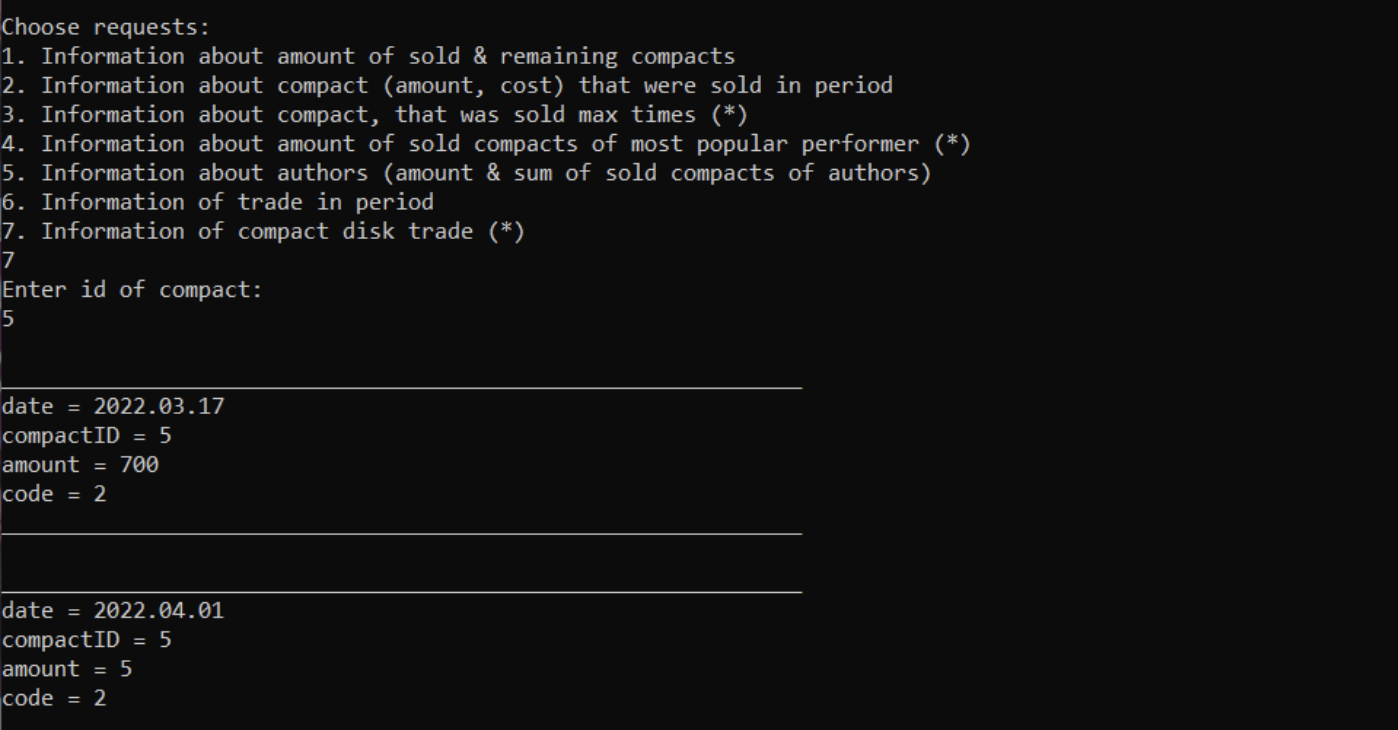 Choose requests:
1. Information about amount of sold & remaining compacts
2. Information about compact (amount, cost) that were sold in period
3. Information about compact, that was sold max times (*)
4. Information about amount of sold compacts of most popular performer (*)
5. Information about authors (amount & sum of sold compacts of authors)
6. Information of trade in period
7. Information of compact disk trade (*)
7
Enter id of compact:
5
date = 2022.03.17
compactID = 5
amount = 700
code = 2
date = 2022.04.01
compactID = 5
amount = 5
code = 2